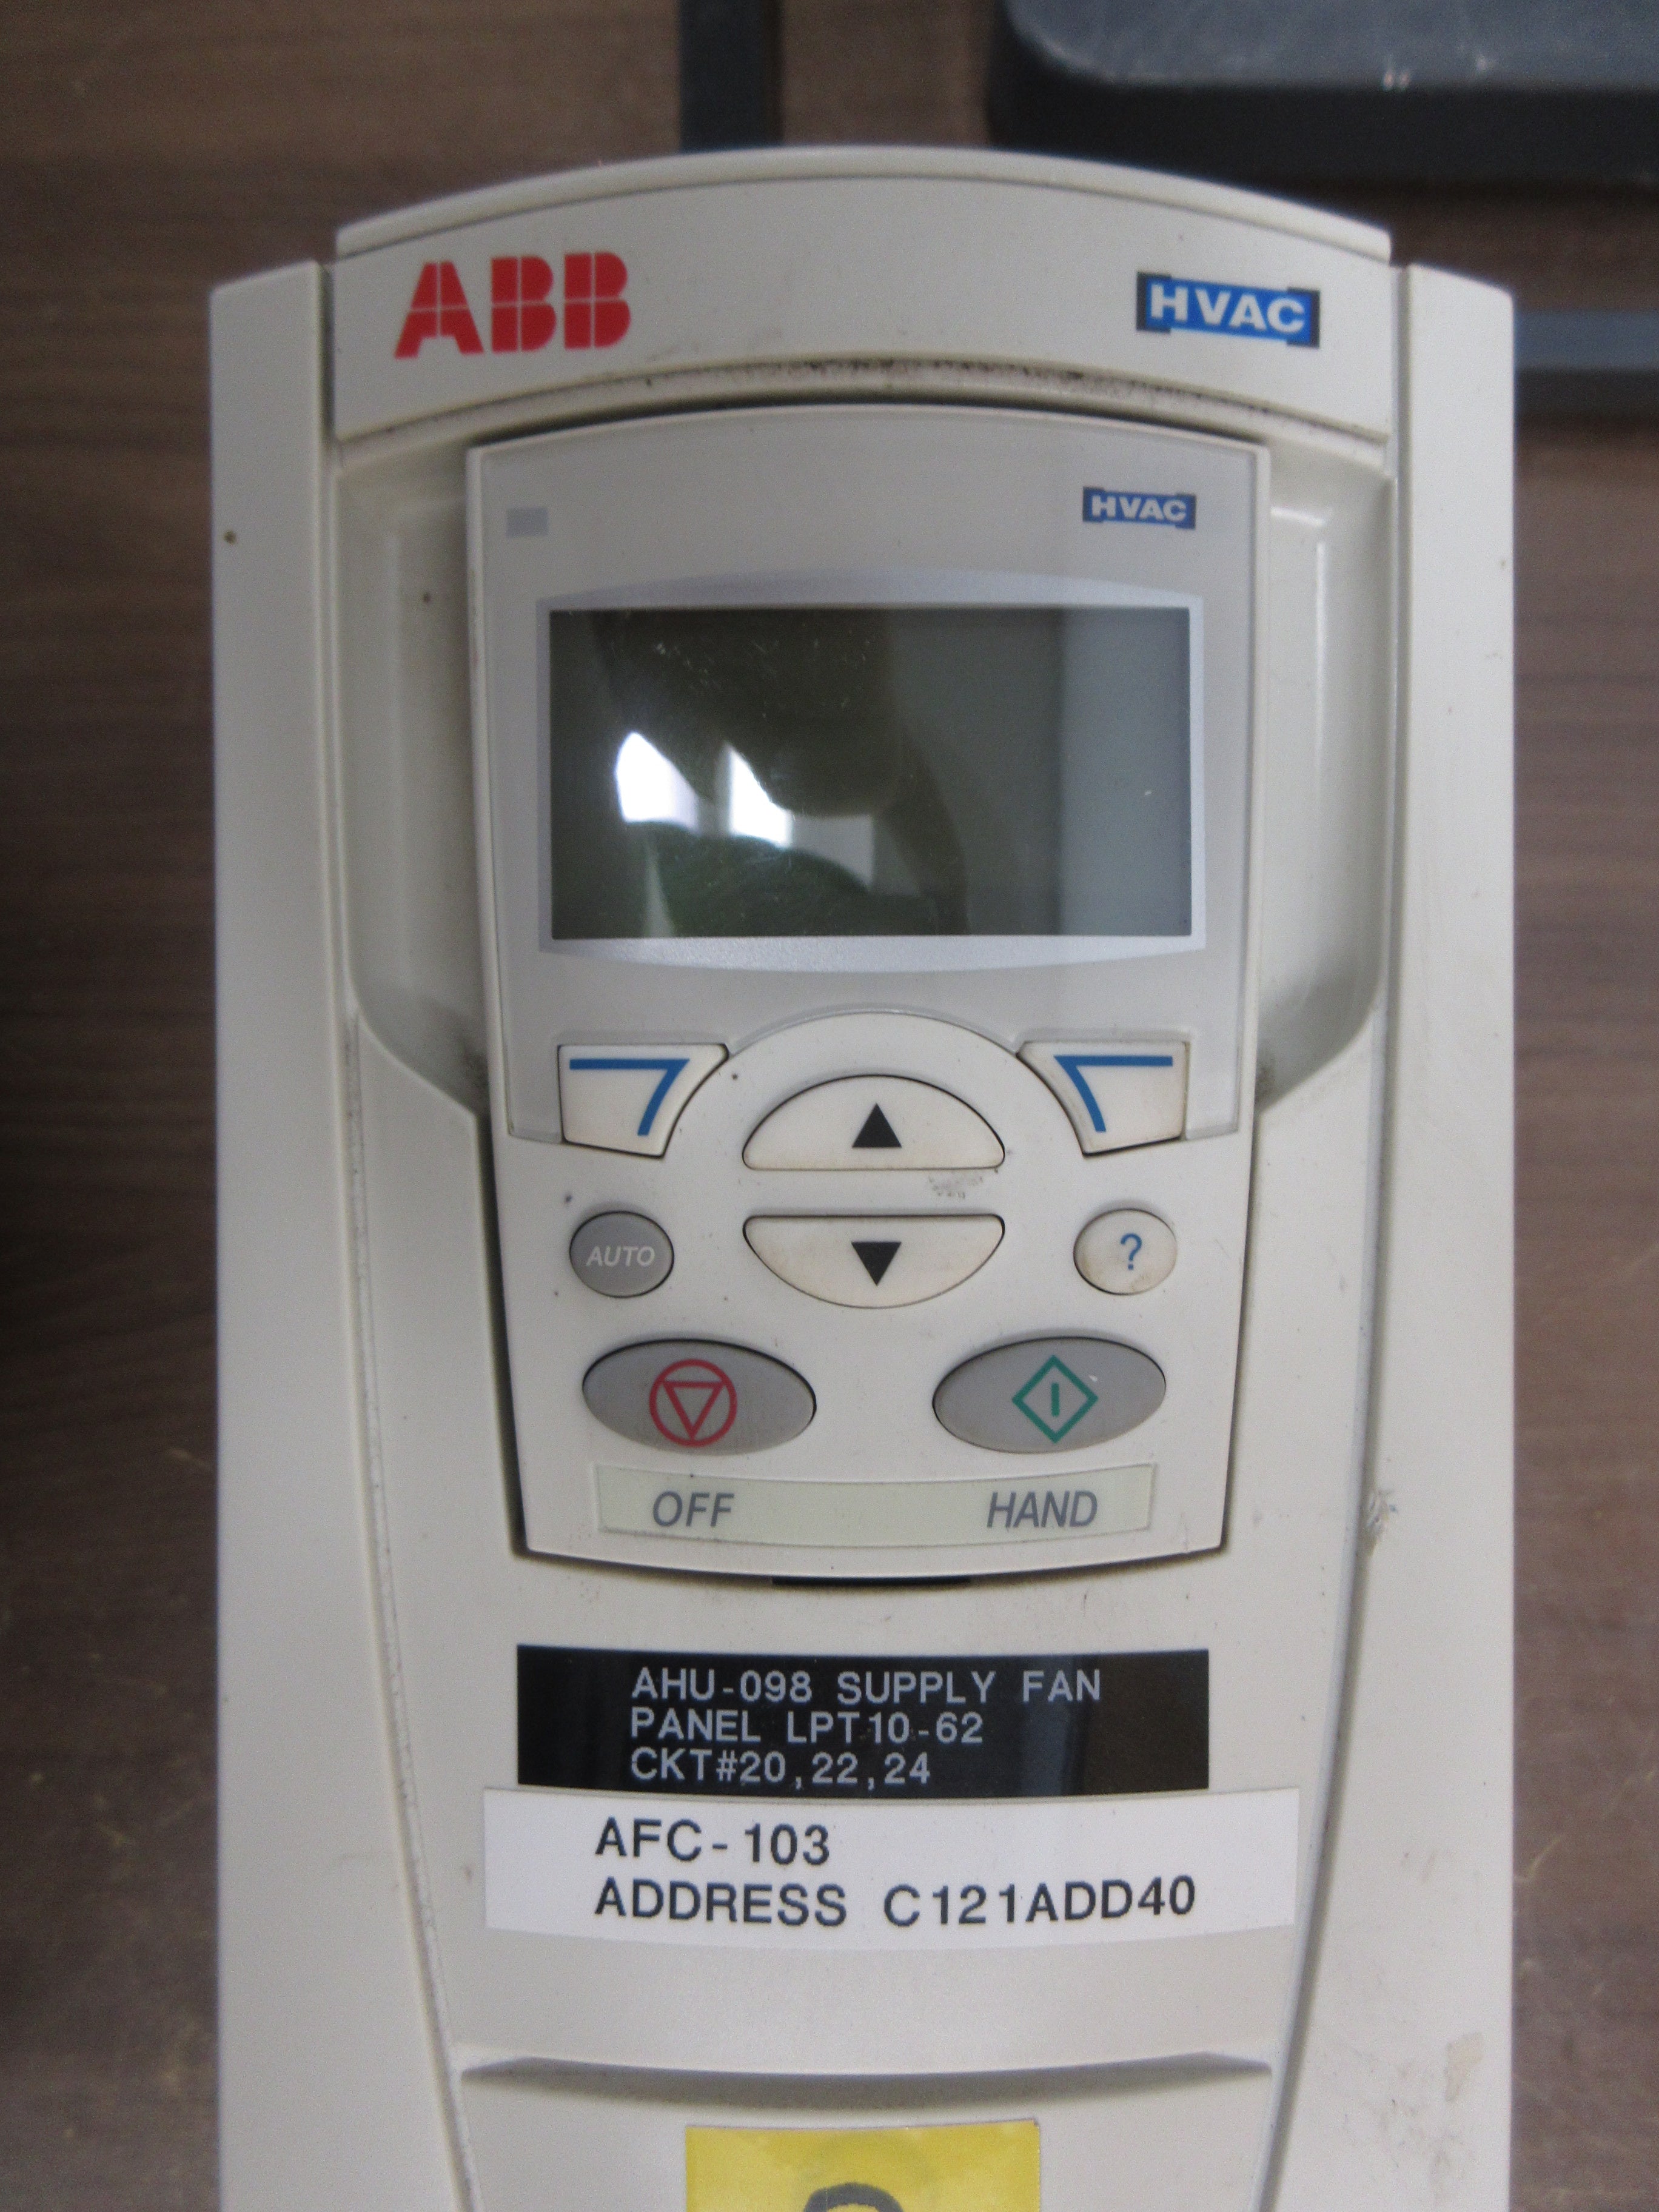 ABB
HVAC
HVAC
AUTO
?
OFF HAND
AHU-098 SUPPLY FAN
PANEL LPT10-62
CKT#20,22,24
AFC-103
ADDRESS C121ADD40